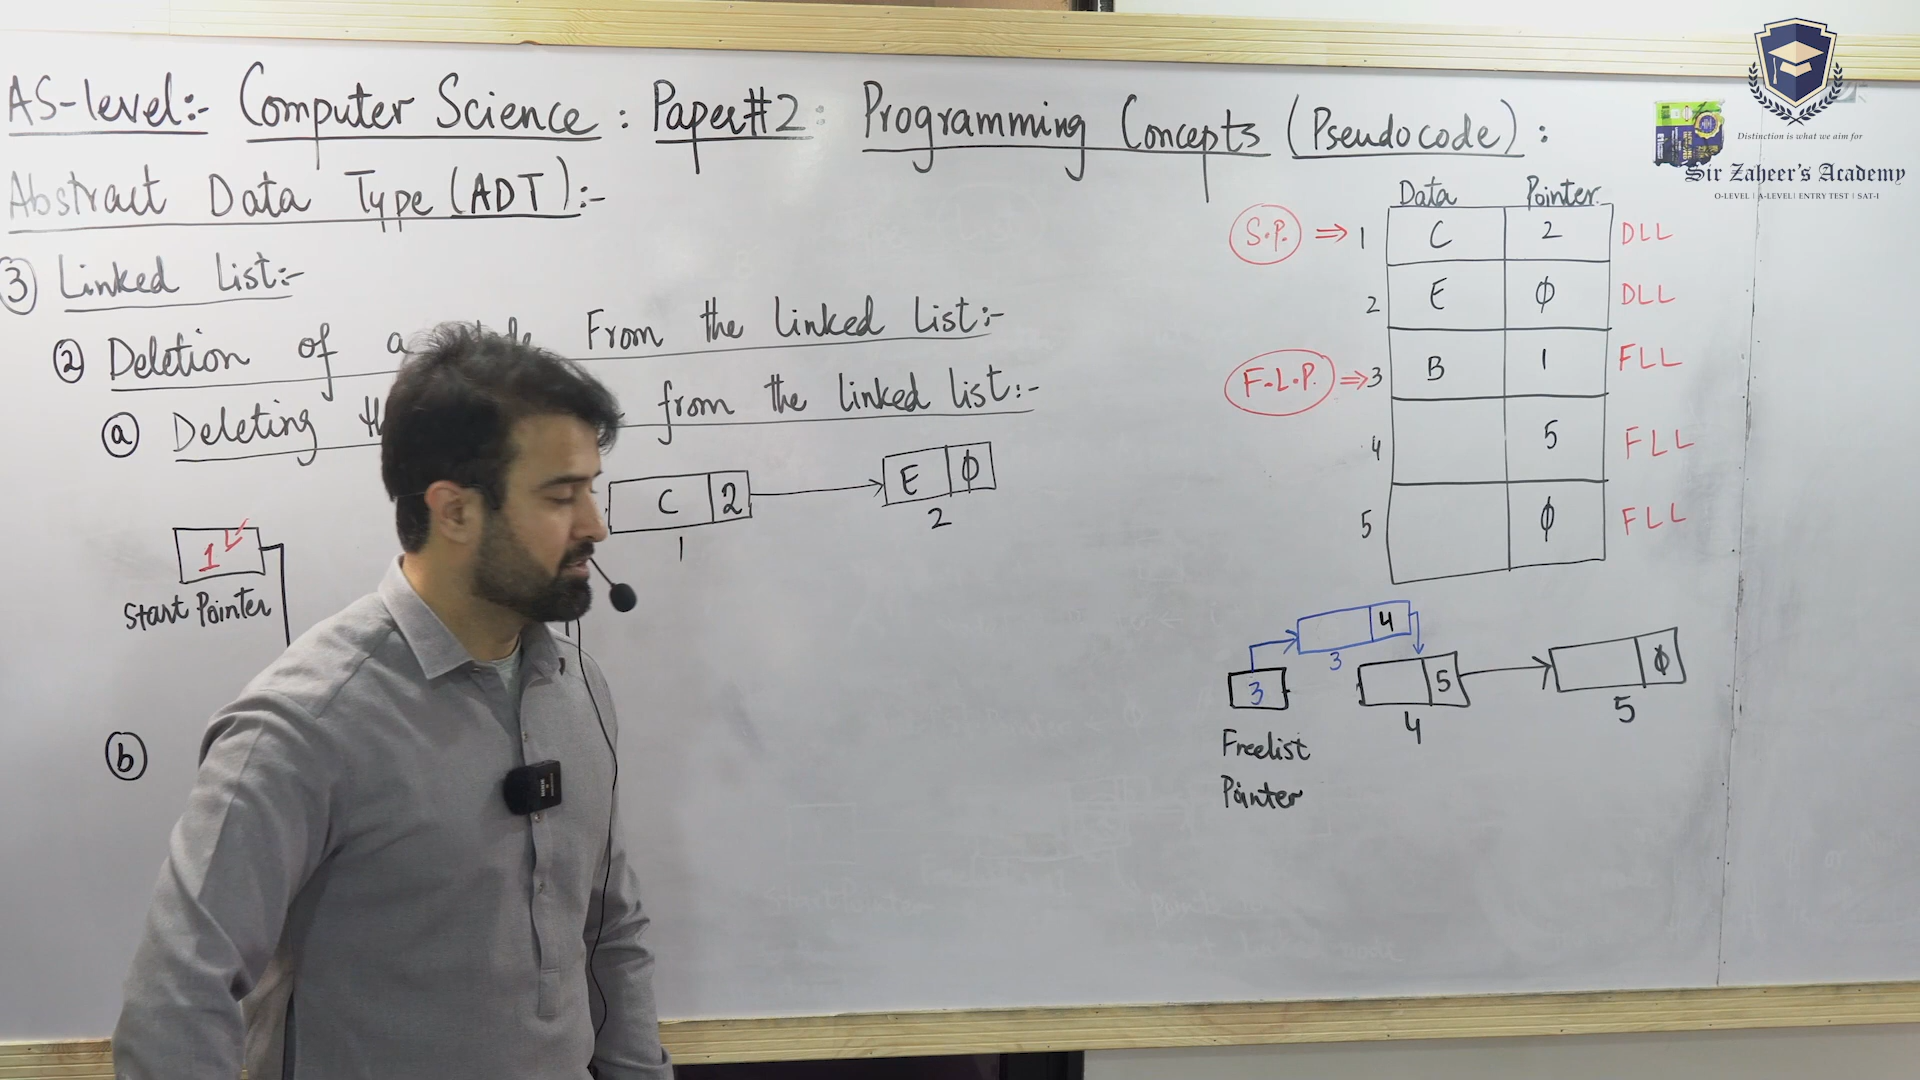 AS-level:- Computer Science : Paper#2 : Programming Concepts (Pseudocode) :
Abstract Data Type (ADT):-
③ Linked List:-
② Deletion of a From the Linked List:-
ⓐ Deleting from the linked list:-
1
Start Pointer
C 2
1
E φ
2
ⓑ
Data Pointer
S.P. ⇒ 1 C 2 DLL
2 E φ DLL
F.L.P. ⇒ 3 B 1 FLL
4 5 FLL
5 φ FLL
4
3
3
5
4
φ
5
Freelist
Pointer
Distinction is what we aim for
Sir Zaheer's Academy
O-LEVEL | A-LEVEL | ENTRY TEST | SAT-I